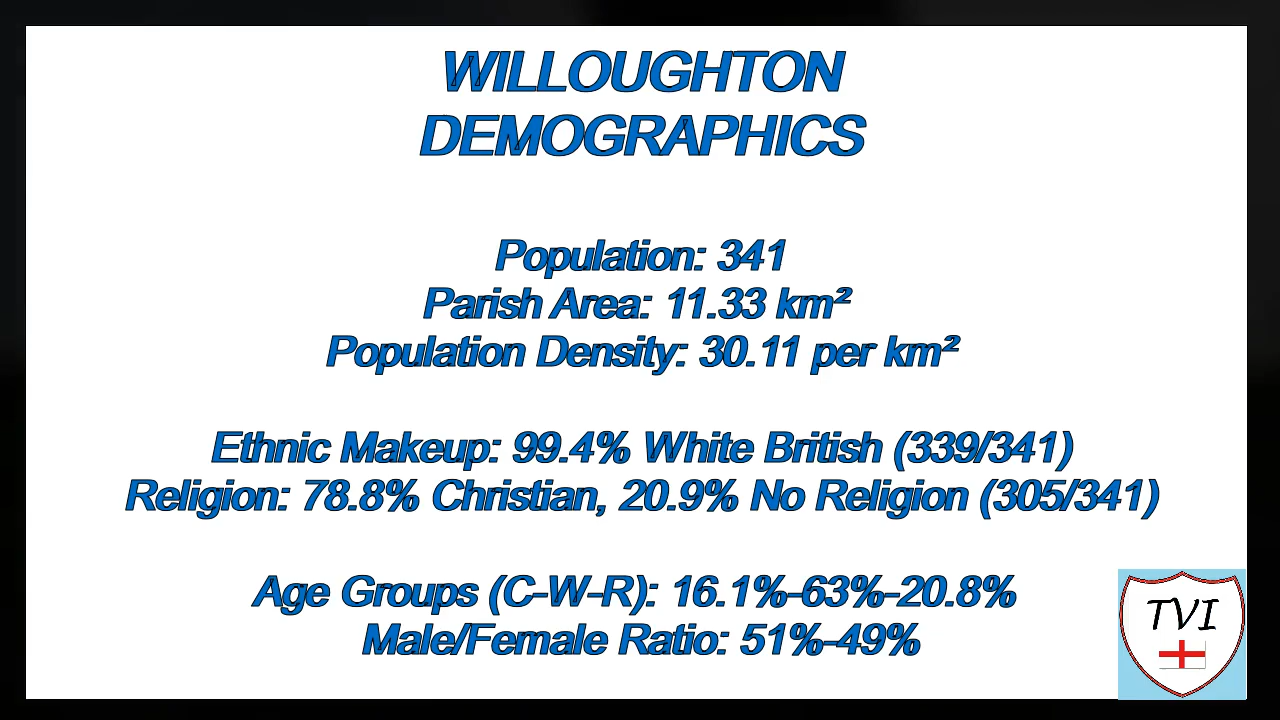 WILLOUGHTON
DEMOGRAPHICS
Population: 341
Parish Area: 11.33 km²
Population Density: 30.11 per km²
Ethnic Makeup: 99.4% White British (339/341)
Religion: 78.8% Christian, 20.9% No Religion (305/341)
Age Groups (C-W-R): 16.1%-63%-20.8%
Male/Female Ratio: 51%-49%
TVI